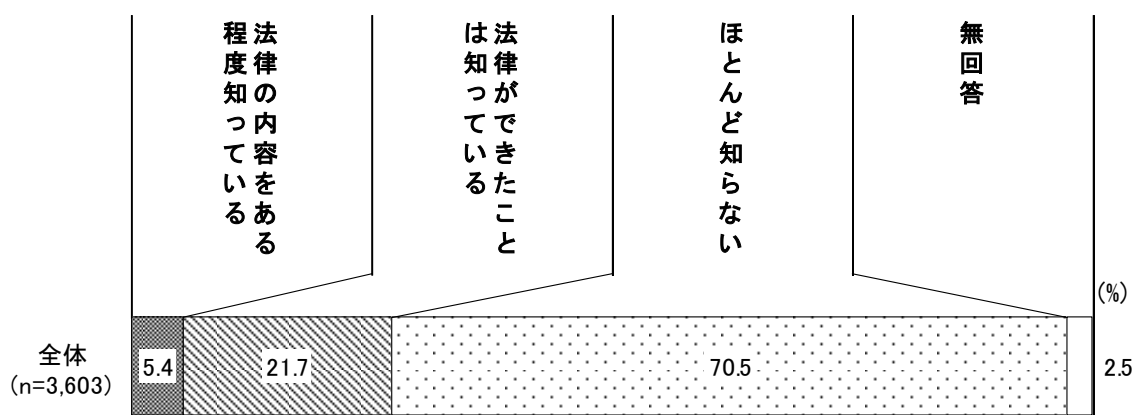 法律の内容をある
程度知っている
法律ができたこと
は知っている
ほとんど知らない
無回答
(%)
全体
(n=3,603)
5.4
21.7
70.5
2.5